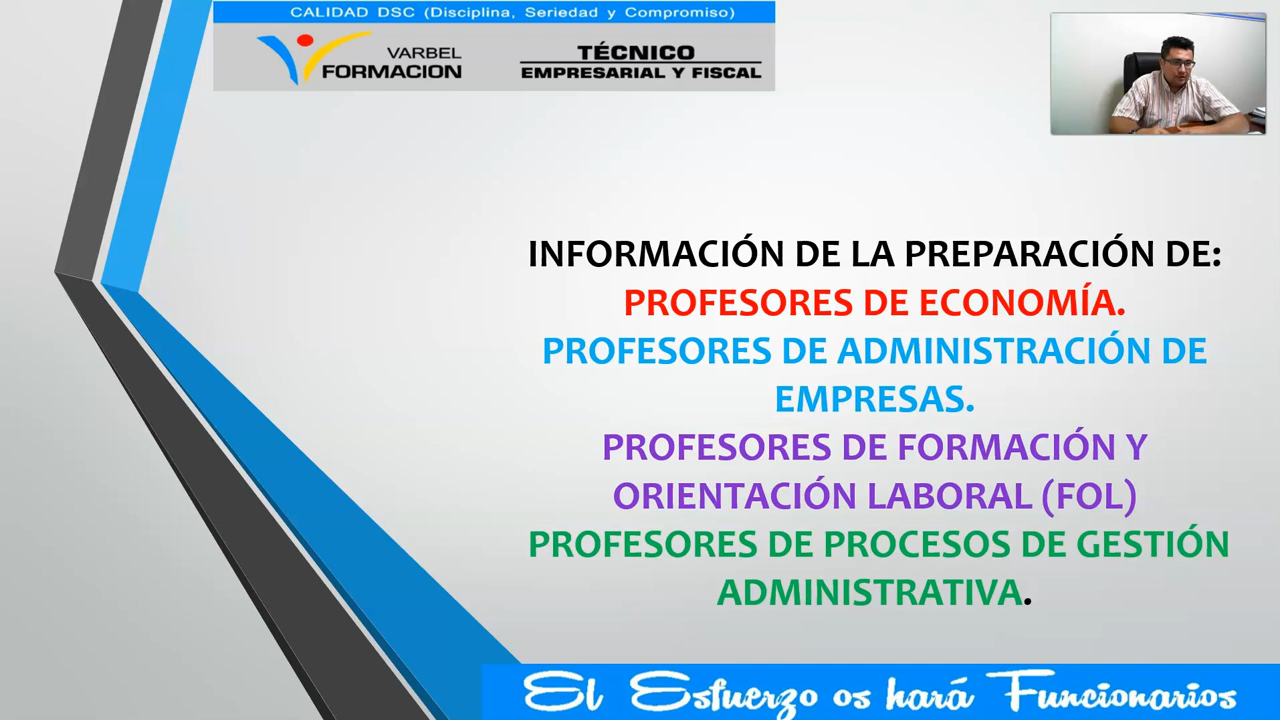 CALIDAD DSC (Disciplina, Seriedad y Compromiso)
VARBEL
FORMACION
TÉCNICO
EMPRESARIAL Y FISCAL
INFORMACIÓN DE LA PREPARACIÓN DE:
PROFESORES DE ECONOMÍA.
PROFESORES DE ADMINISTRACIÓN DE
EMPRESAS.
PROFESORES DE FORMACIÓN Y
ORIENTACIÓN LABORAL (FOL)
PROFESORES DE PROCESOS DE GESTIÓN
ADMINISTRATIVA.
El Esfuerzo os hará Funcionarios